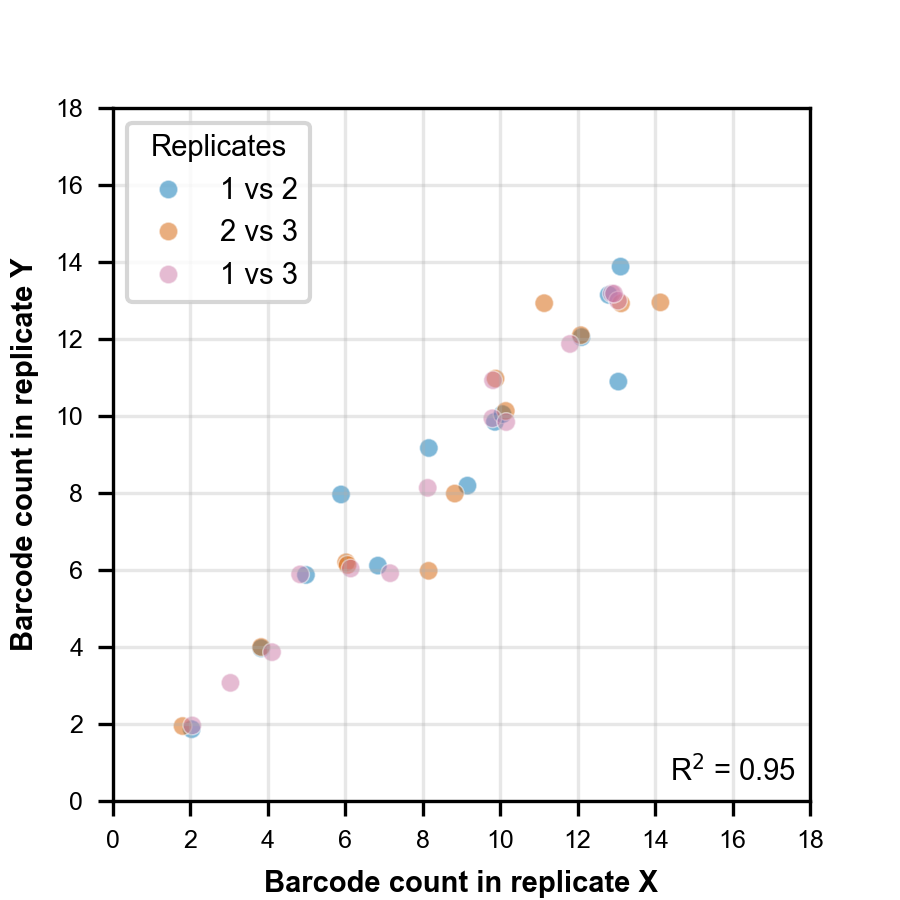 18
16
14
12
10
8
6
4
2
0
Barcode count in replicate Y
Replicates
1 vs 2
2 vs 3
1 vs 3
R² = 0.95
0 2 4 6 8 10 12 14 16 18
Barcode count in replicate X